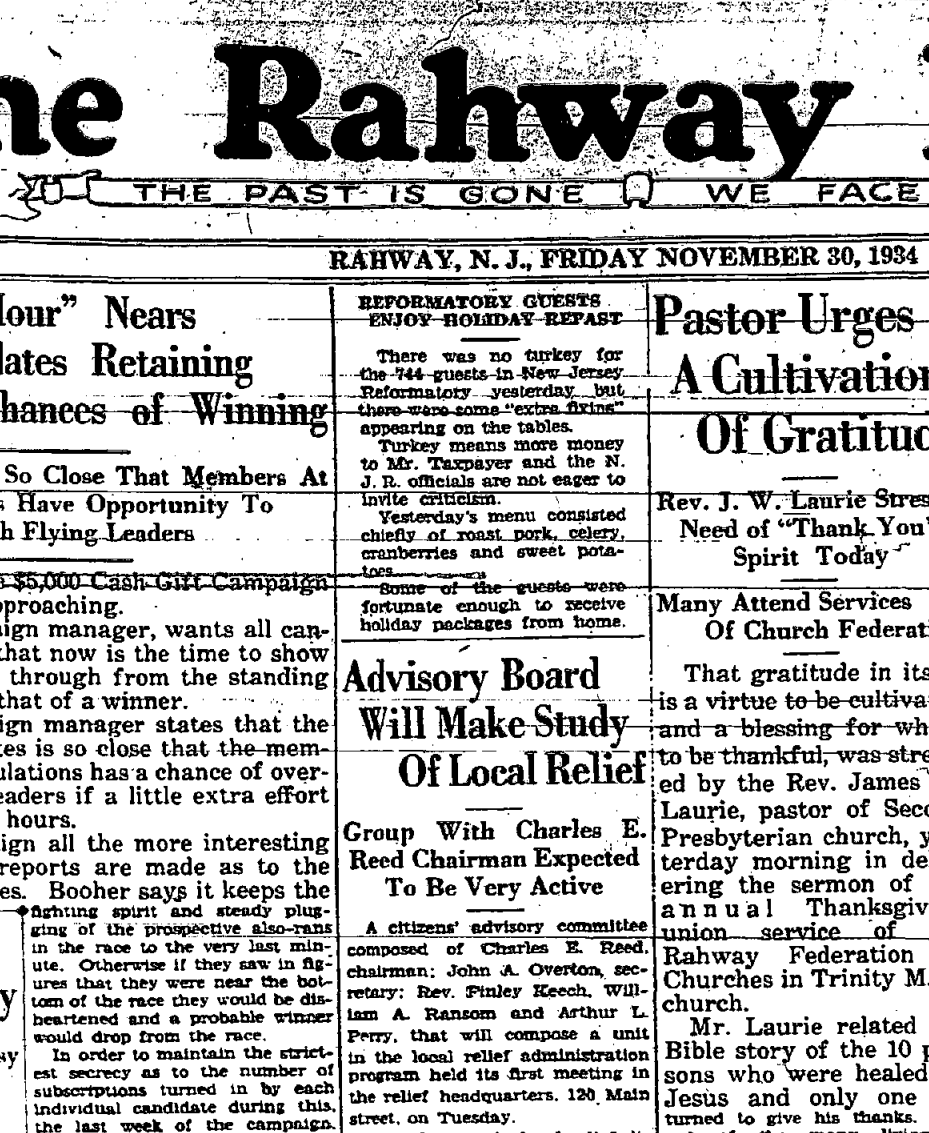 he Rahway
THE PAST IS GONE WE FACE
RAHWAY, N. J., FRIDAY NOVEMBER 30, 1934
Hour" Nears
dates Retaining
hances of Winning
So Close That Members At
s Have Opportunity To
h Flying Leaders
$5,000 Cash Gift Campaign
pproaching.
aign manager, wants all can-
that now is the time to show
through from the standing
that of a winner.
ign manager states that the
tes is so close that the mem-
ulations has a chance of over-
eaders if a little extra effort
hours.
ign all the more interesting
reports are made as to the
es. Booher says it keeps the
fighting spirit and steady plug-
ging of the prospective also-rans
in the race to the very last min-
ute. Otherwise if they saw in fig-
ures that they were near the bot-
tom of the race they would be dis-
heartened and a probable winner
would drop from the race.
In order to maintain the strict-
est secrecy as to the number of
subscriptions turned in by each
individual candidate during this,
the last week of the campaign,
REFORMATORY GUESTS
ENJOY HOLIDAY REPAST
There was no turkey for
the 744 guests in New Jersey
Reformatory yesterday but
there were some "extra fixins"
appearing on the tables.
Turkey means more money
to Mr. Taxpayer and the N.
J. R. officials are not eager to
invite criticism.
Yesterday's menu consisted
chiefly of roast pork, celery,
cranberries and sweet pota-
toes.
Some of the guests were
fortunate enough to receive
holiday packages from home.
Advisory Board
Will Make Study
Of Local Relief
Group With Charles E.
Reed Chairman Expected
To Be Very Active
A citizens' advisory committee
composed of Charles E. Reed,
chairman; John A. Overton, sec-
retary; Rev. Finley Keech, Will-
iam A. Ransom and Arthur L.
Perry, that will compose a unit
in the local relief administration
program held its first meeting in
the relief headquarters, 120 Main
street, on Tuesday.
Pastor Urges
A Cultivation
Of Gratitud
Rev. J. W. Laurie Stres
Need of "Thank You"
Spirit Today
Many Attend Services
Of Church Federati
That gratitude in its
is a virtue to be cultiva
and a blessing for wh
to be thankful, was stre
ed by the Rev. James
Laurie, pastor of Seco
Presbyterian church, y
terday morning in de
ering the sermon of
annual Thanksgiv
union service of
Rahway Federation
Churches in Trinity M.
church.
Mr. Laurie related
Bible story of the 10 p
sons who were healed
Jesus and only one
turned to give his thanks.